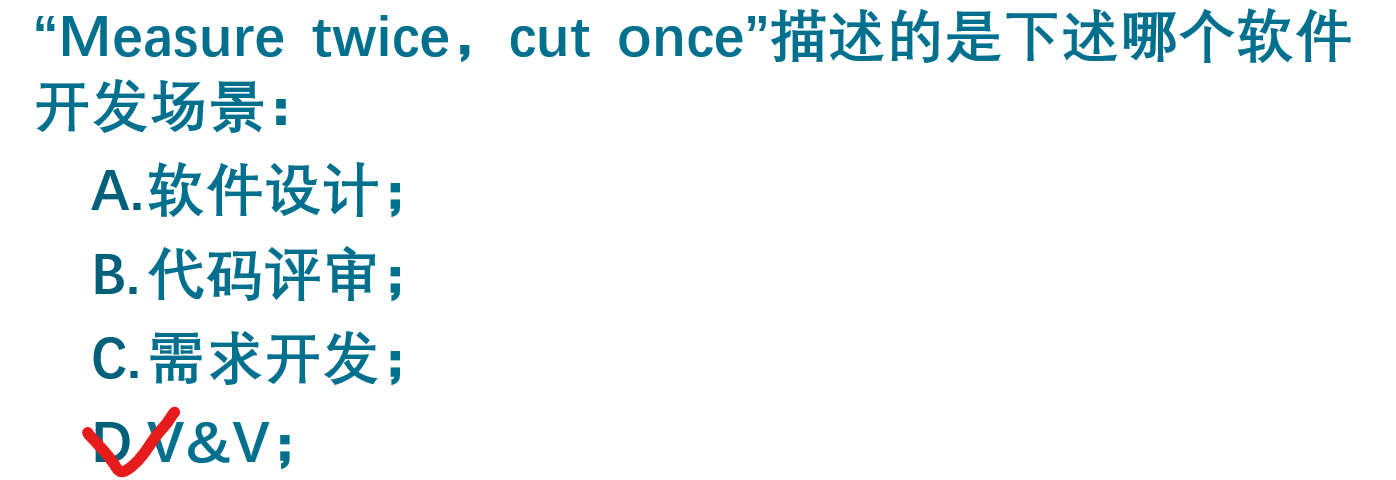 “Measure twice，cut once”描述的是下述哪个软件
开发场景：
A.软件设计；
B.代码评审；
C.需求开发；
D.V&V；